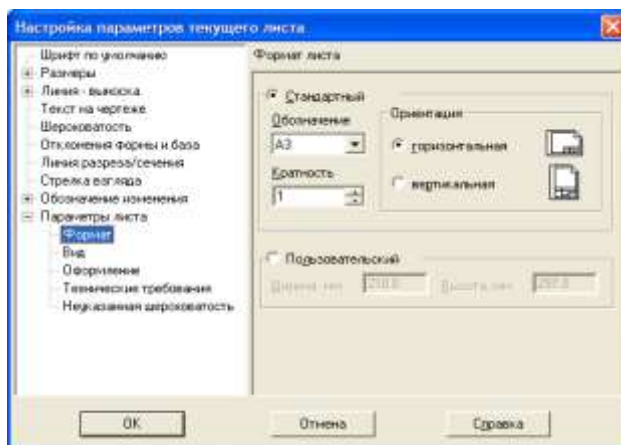 Настройка параметров текущего листа
Шрифт по умолчанию
Размеры
Линия - выноска
Текст на чертеже
Шероховатость
Отклонения формы и база
Линия разреза/сечения
Стрелка взгляда
Обозначение изменения
Параметры листа
Формат
Вид
Оформление
Технические требования
Неуказанная шероховатость
Формат листа
Стандартный
Обозначение
A3
Кратность
1
Ориентация
горизонтальная
вертикальная
Пользовательский
Ширина, мм
210.0
Высота, мм
297.0
OK
Отмена
Справка